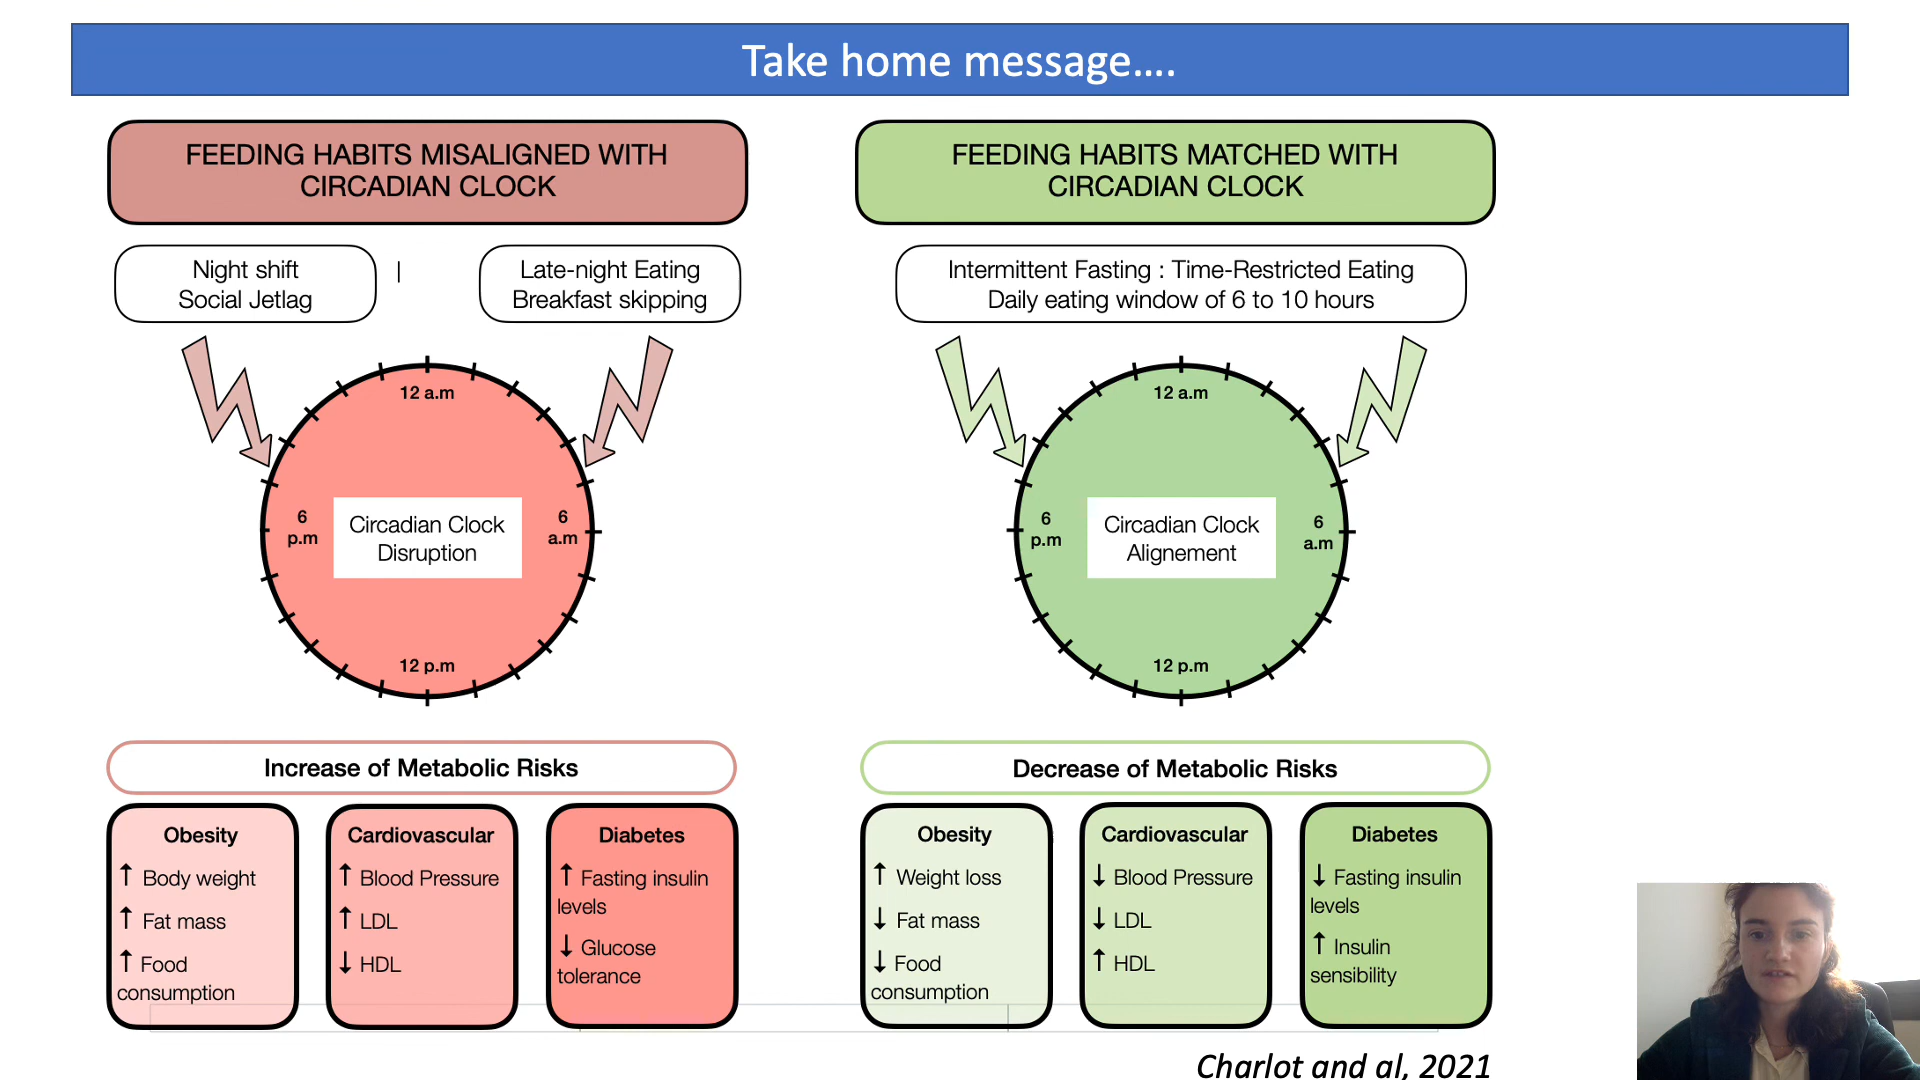 Take home message....
FEEDING HABITS MISALIGNED WITH
CIRCADIAN CLOCK
Night shift
Social Jetlag
|
Late-night Eating
Breakfast skipping
12 a.m
6
p.m
Circadian Clock
Disruption
6
a.m
12 p.m
Increase of Metabolic Risks
Obesity
↑ Body weight
↑ Fat mass
↑ Food
consumption
Cardiovascular
↑ Blood Pressure
↑ LDL
↓ HDL
Diabetes
↑ Fasting insulin
levels
↓ Glucose
tolerance
FEEDING HABITS MATCHED WITH
CIRCADIAN CLOCK
Intermittent Fasting : Time-Restricted Eating
Daily eating window of 6 to 10 hours
12 a.m
6
p.m
Circadian Clock
Alignement
6
a.m
12 p.m
Decrease of Metabolic Risks
Obesity
↑ Weight loss
↓ Fat mass
↓ Food
consumption
Cardiovascular
↓ Blood Pressure
↓ LDL
↑ HDL
Diabetes
↓ Fasting insulin
levels
↑ Insulin
sensibility
Charlot and al, 2021